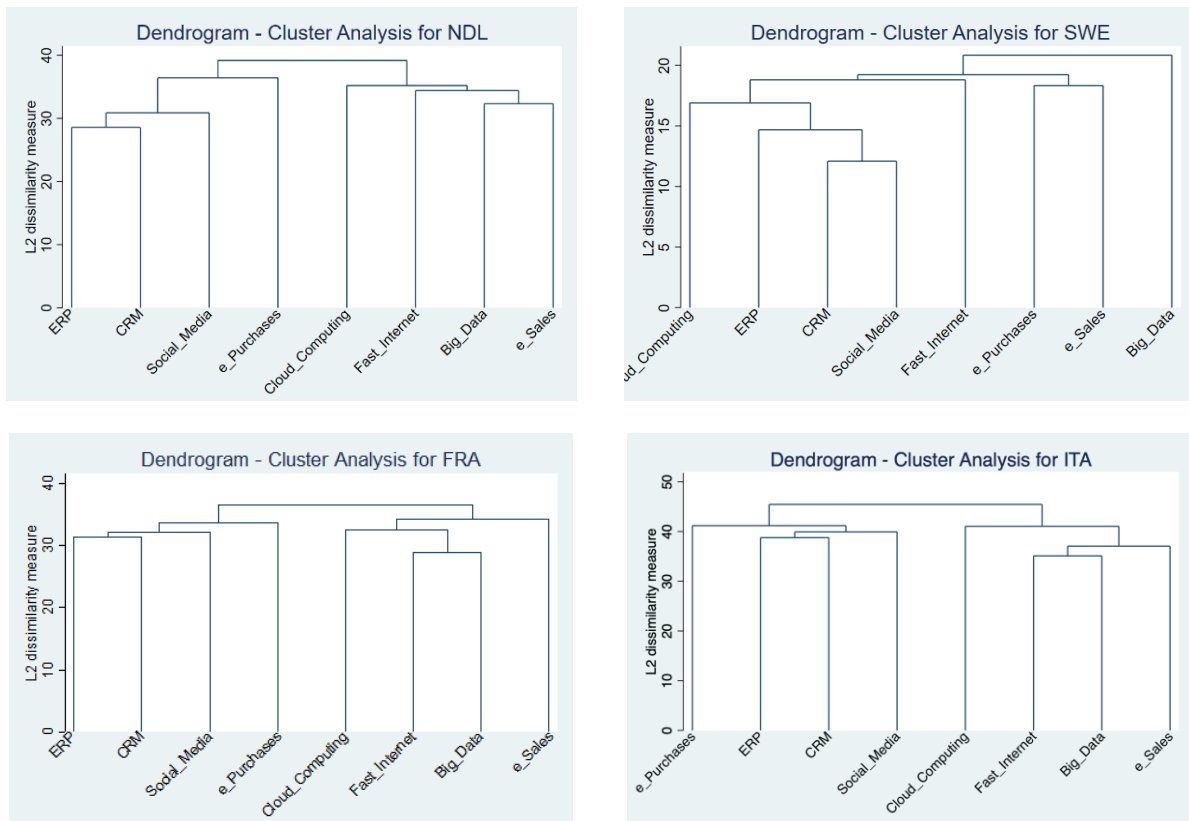 Dendrogram - Cluster Analysis for NDL
L2 dissimilarity measure
40
30
20
10
0
ERP
CRM
Social_Media
e_Purchases
Cloud_Computing
Fast_Internet
Big_Data
e_Sales
Dendrogram - Cluster Analysis for SWE
L2 dissimilarity measure
20
15
10
5
0
ud_Computing
ERP
CRM
Social_Media
Fast_Internet
e_Purchases
e_Sales
Big_Data
Dendrogram - Cluster Analysis for FRA
L2 dissimilarity measure
40
30
20
10
0
ERP
CRM
Social_Media
e_Purchases
Cloud_Computing
Fast_Internet
Big_Data
e_Sales
Dendrogram - Cluster Analysis for ITA
L2 dissimilarity measure
50
40
30
20
10
0
e_Purchases
ERP
CRM
Social_Media
Cloud_Computing
Fast_Internet
Big_Data
e_Sales